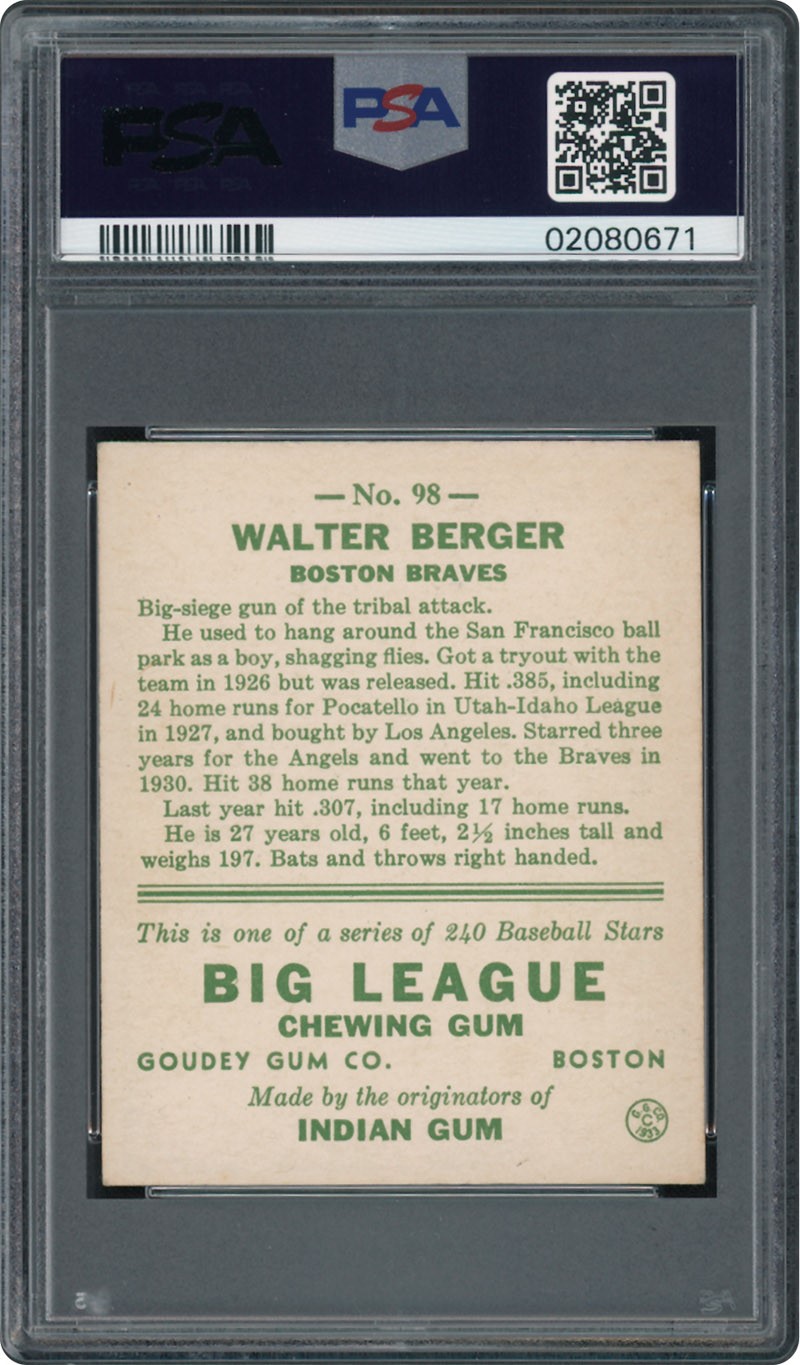 PSA
PSA
02080671
— No. 98 —
WALTER BERGER
BOSTON BRAVES
Big-siege gun of the tribal attack.
He used to hang around the San Francisco ball
park as a boy, shagging flies. Got a tryout with the
team in 1926 but was released. Hit .385, including
24 home runs for Pocatello in Utah-Idaho League
in 1927, and bought by Los Angeles. Starred three
years for the Angels and went to the Braves in
1930. Hit 38 home runs that year.
Last year hit .307, including 17 home runs.
He is 27 years old, 6 feet, 2½ inches tall and
weighs 197. Bats and throws right handed.
This is one of a series of 240 Baseball Stars
BIG LEAGUE
CHEWING GUM
GOUDEY GUM CO. BOSTON
Made by the originators of
INDIAN GUM
G. G. CO.
C
1933